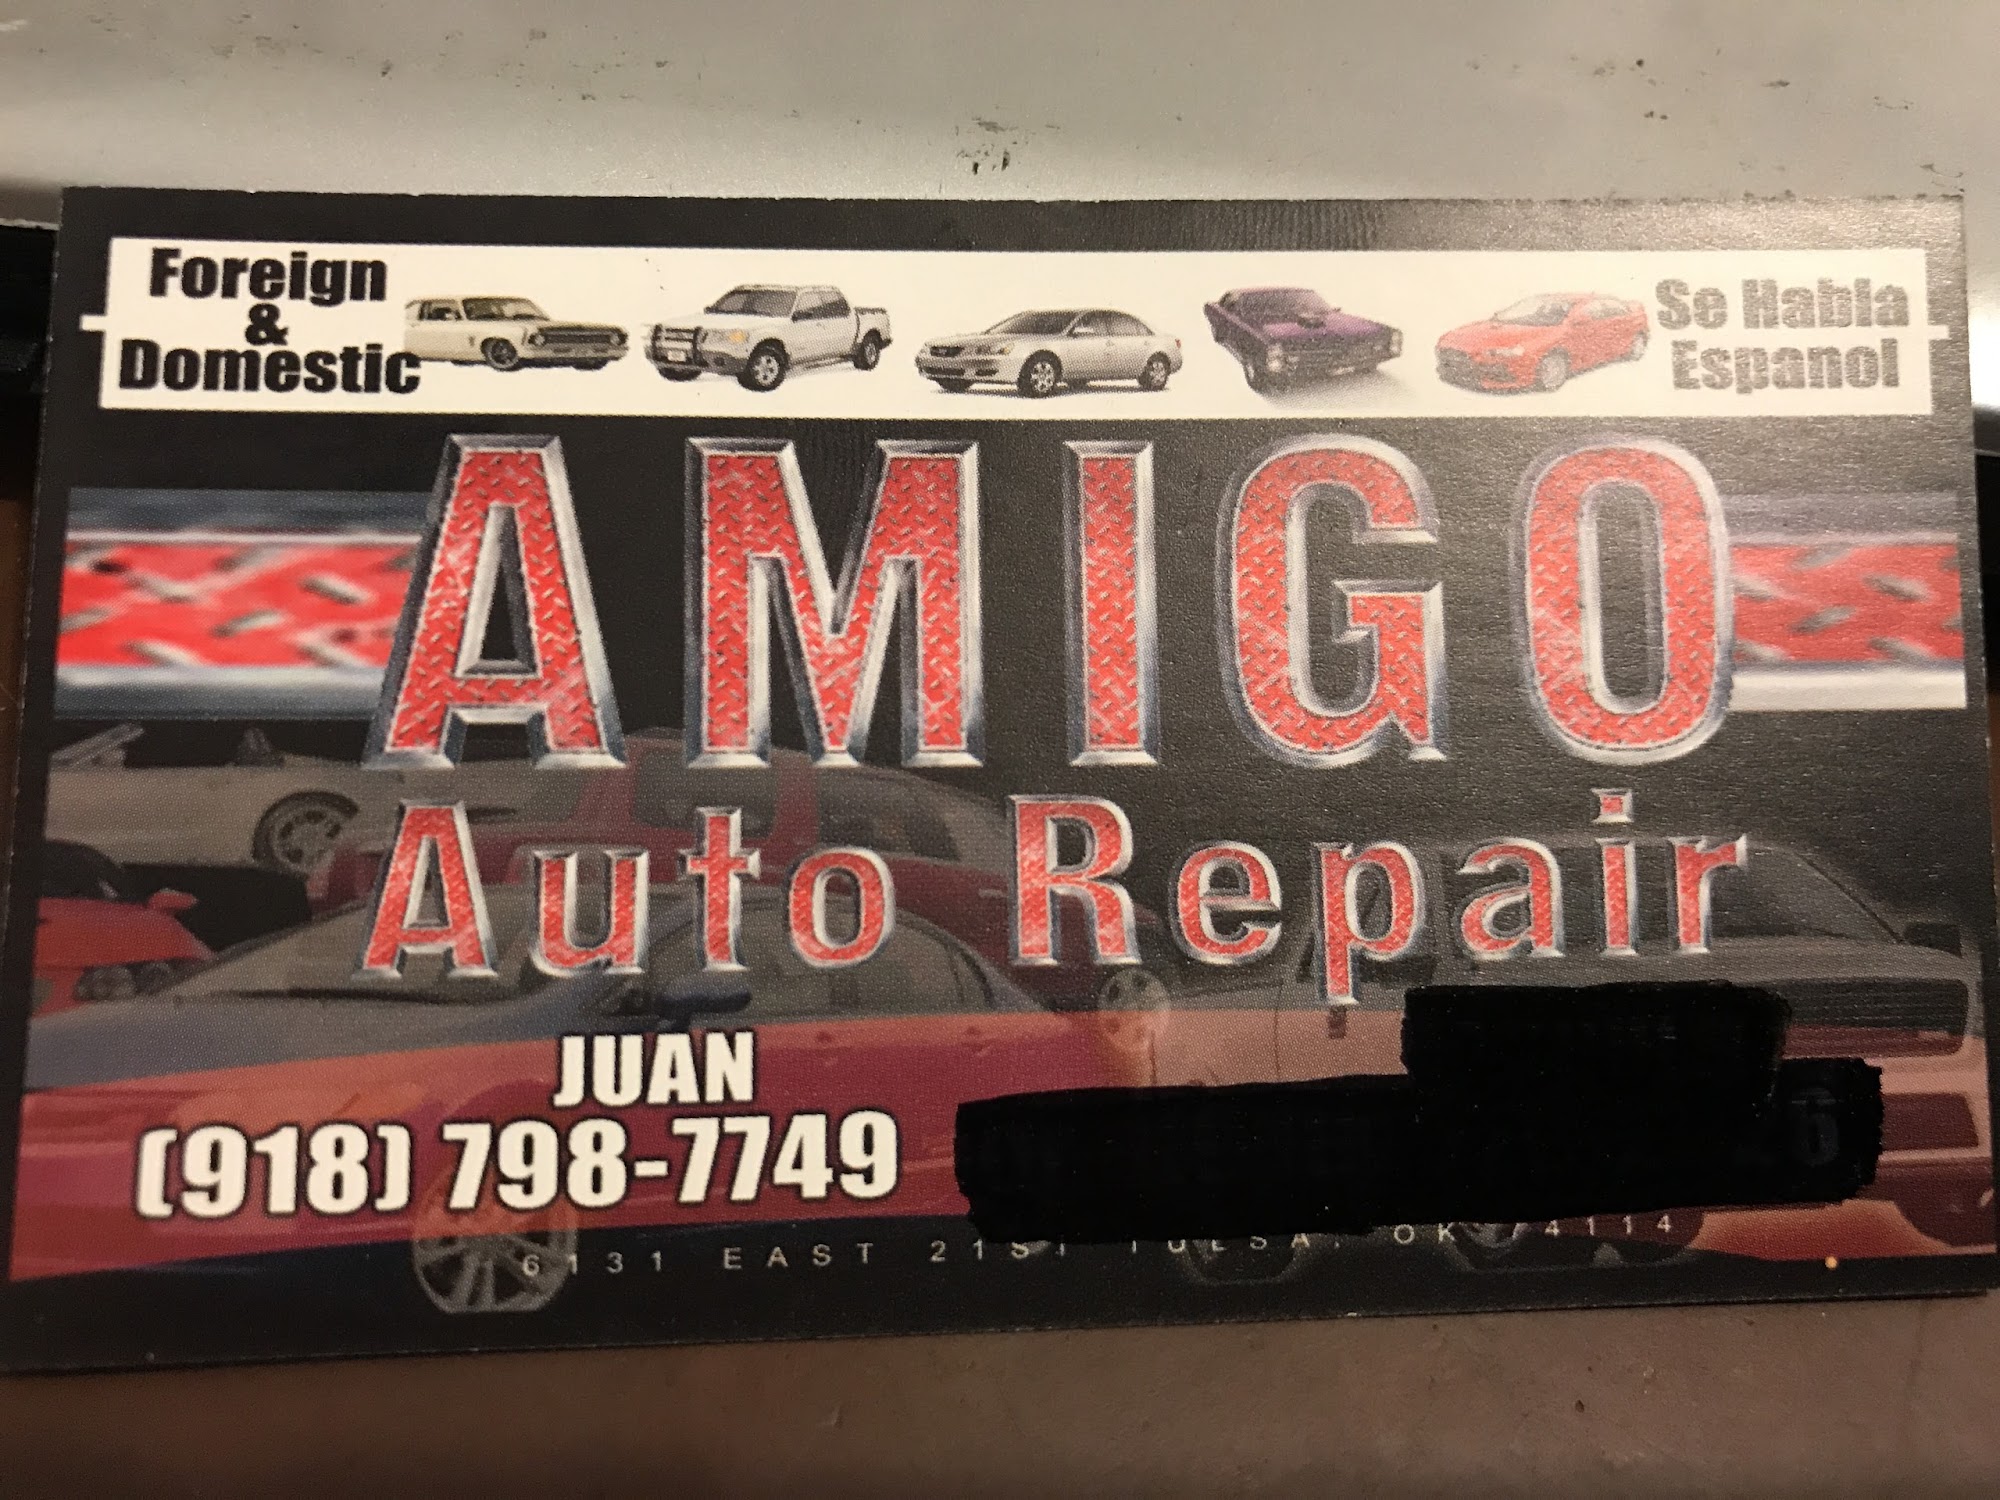 Foreign
&
Domestic
Se Habla
Espanol
AMIGO
Auto Repair
JUAN
(918) 798-7749
6131 EAST 21ST TULSA, OK 74114